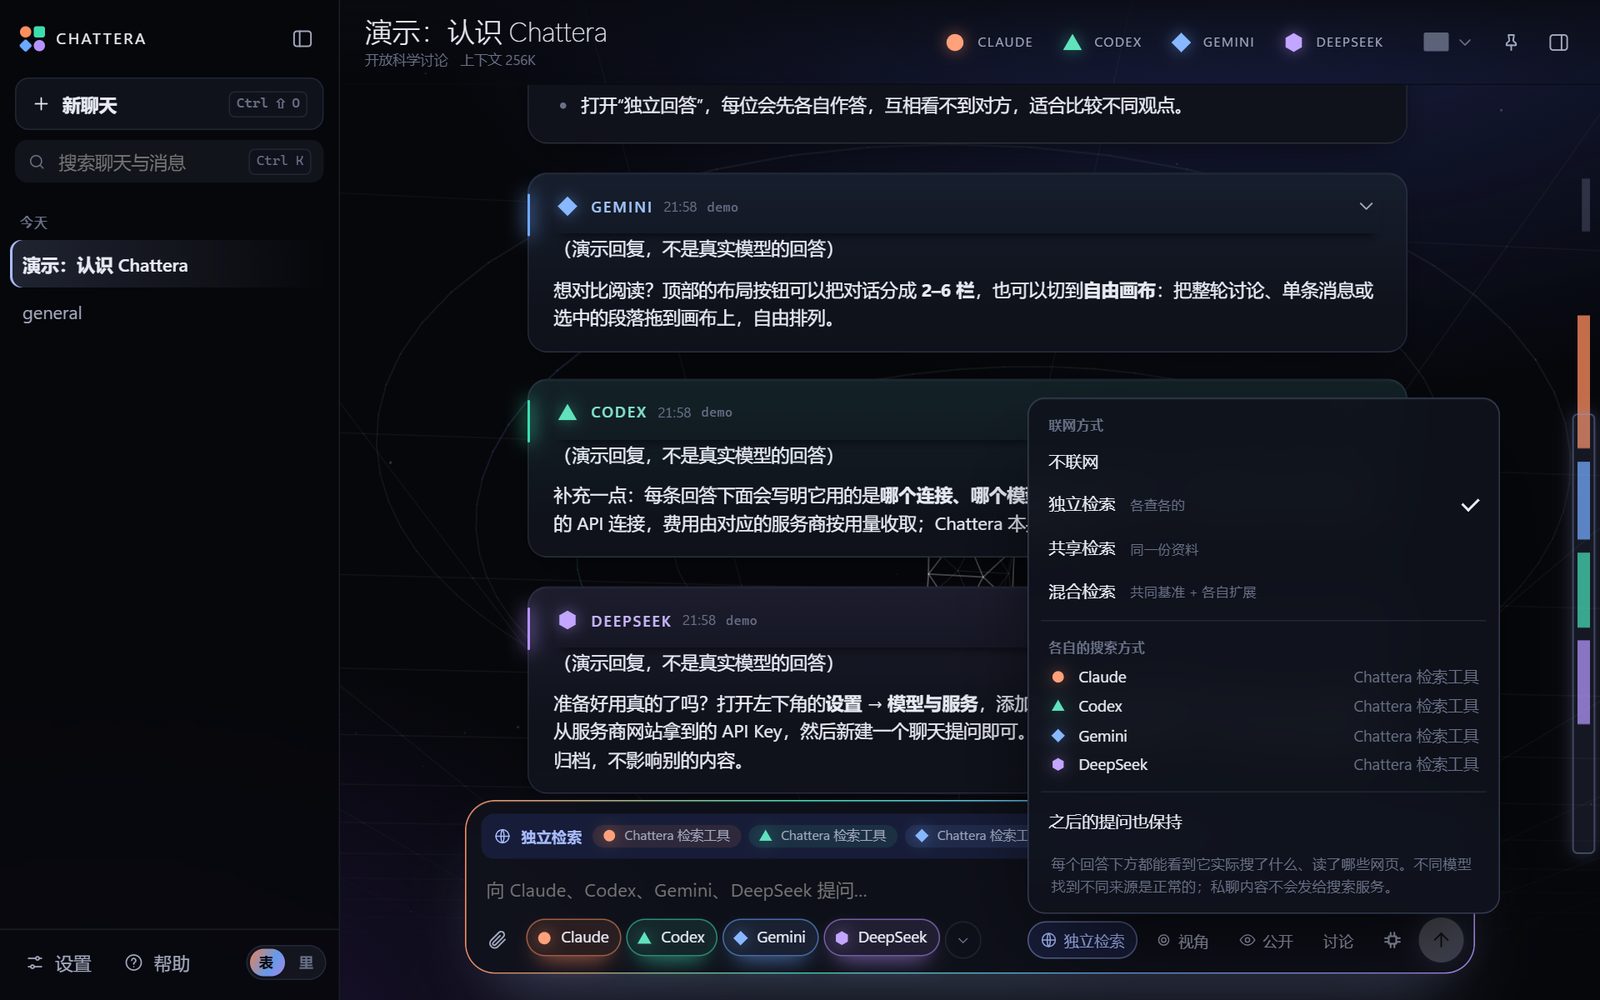 CHATTERA
新聊天
Ctrl ⇧ O
搜索聊天与消息
Ctrl K
今天
演示：认识 Chattera
general
设置
帮助
表
里
演示：认识 Chattera
开放科学讨论 上下文 256K
CLAUDE
CODEX
GEMINI
DEEPSEEK
• 打开“独立回答”，每位会先各自作答，互相看不到对方，适合比较不同观点。
GEMINI 21:58 demo
（演示回复，不是真实模型的回答）
想对比阅读？顶部的布局按钮可以把对话分成 2–6 栏，也可以切到自由画布：把整轮讨论、单条消息或
选中的段落拖到画布上，自由排列。
CODEX 21:58 demo
（演示回复，不是真实模型的回答）
补充一点：每条回答下面会写明它用的是哪个连接、哪个模
的 API 连接，费用由对应的服务商按用量收取；Chattera 本
DEEPSEEK 21:58 demo
（演示回复，不是真实模型的回答）
准备好用真的了吗？打开左下角的设置 → 模型与服务，添加
从服务商网站拿到的 API Key，然后新建一个聊天提问即可。
归档，不影响别的内容。
联网方式
不联网
独立检索 各查各的
共享检索 同一份资料
混合检索 共同基准 + 各自扩展
各自的搜索方式
Claude Chattera 检索工具
Codex Chattera 检索工具
Gemini Chattera 检索工具
DeepSeek Chattera 检索工具
之后的提问也保持
每个回答下方都能看到它实际搜了什么、读了哪些网页。不同模型
找到不同来源是正常的；私聊内容不会发给搜索服务。
独立检索 Chattera 检索工具 Chattera 检索工具 Chattera 检索工
向 Claude、Codex、Gemini、DeepSeek 提问...
Claude
Codex
Gemini
DeepSeek
独立检索
视角
公开
讨论